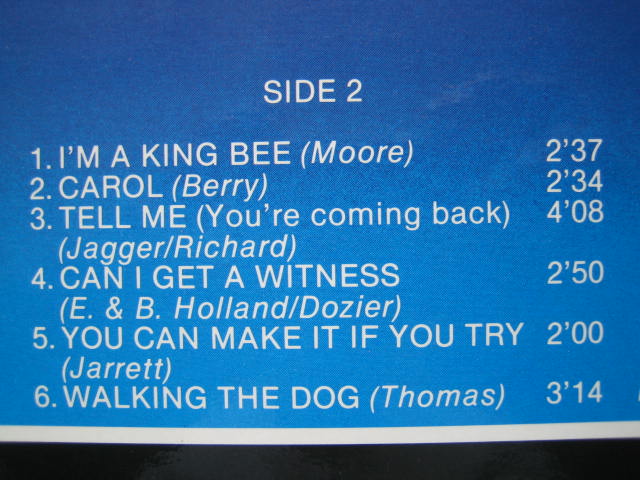 SIDE 2
1. I'M A KING BEE (Moore) 2'37
2. CAROL (Berry) 2'34
3. TELL ME (You're coming back) 4'08
(Jagger/Richard)
4. CAN I GET A WITNESS 2'50
(E. & B. Holland/Dozier)
5. YOU CAN MAKE IT IF YOU TRY 2'00
(Jarrett)
6. WALKING THE DOG (Thomas) 3'14